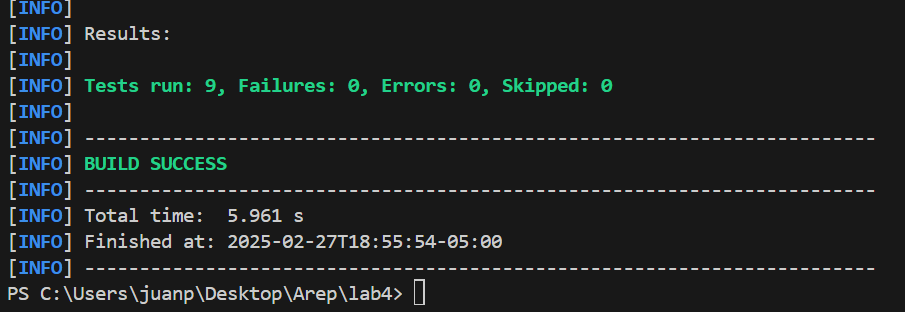 [INFO]
[INFO] Results:
[INFO]
[INFO] Tests run: 9, Failures: 0, Errors: 0, Skipped: 0
[INFO]
[INFO] ------------------------------------------------------------------------
[INFO] BUILD SUCCESS
[INFO] ------------------------------------------------------------------------
[INFO] Total time:  5.961 s
[INFO] Finished at: 2025-02-27T18:55:54-05:00
[INFO] ------------------------------------------------------------------------
PS C:\Users\juanp\Desktop\Arep\lab4>